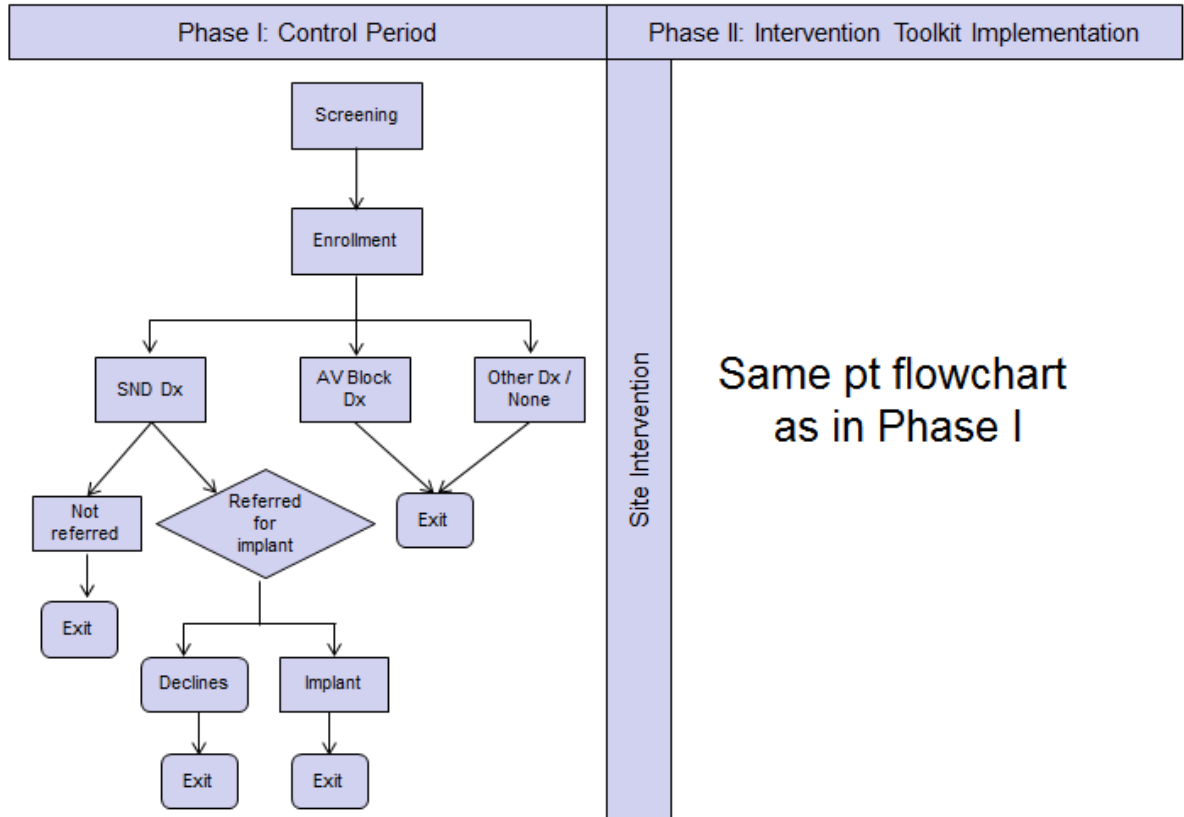 Phase I: Control Period
Phase II: Intervention Toolkit Implementation
Screening
Enrollment
SND Dx
AV Block
Dx
Other Dx /
None
Not
referred
Referred
for
implant
Exit
Exit
Declines
Implant
Exit
Exit
Site Intervention
Same pt flowchart
as in Phase I